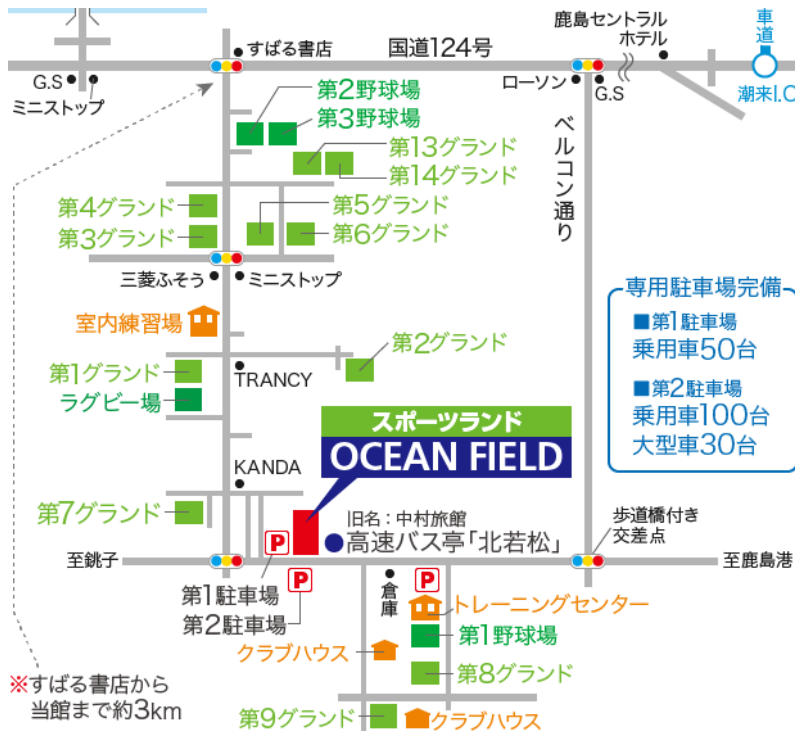 すばる書店
国道124号
鹿島セントラル
ホテル
車道
潮来I.C
G.S
ミニストップ
ローソン
G.S
ベルコン通り
第2野球場
第3野球場
第13グランド
第14グランド
第4グランド
第5グランド
第3グランド
第6グランド
三菱ふそう
ミニストップ
専用駐車場完備
■第1駐車場
乗用車50台
■第2駐車場
乗用車100台
大型車30台
室内練習場
第2グランド
第1グランド
TRANCY
ラグビー場
スポーツランド
OCEAN FIELD
KANDA
第7グランド
旧名：中村旅館
高速バス亭「北若松」
歩道橋付き
交差点
至銚子
至鹿島港
P
P
P
第1駐車場
第2駐車場
倉庫
トレーニングセンター
第1野球場
クラブハウス
第8グランド
第9グランド
クラブハウス
※すばる書店から
当館まで約3km